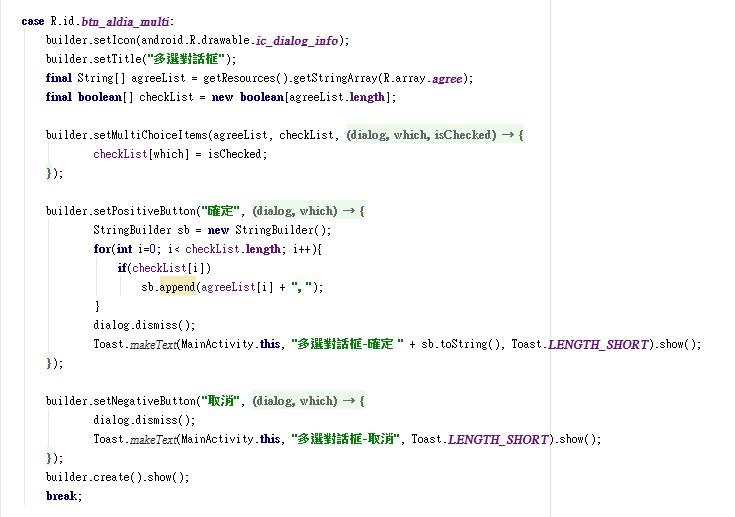 case R.id.btn_aldia_multi:
builder.setIcon(android.R.drawable.ic_dialog_info);
builder.setTitle("多選對話框");
final String[] agreeList = getResources().getStringArray(R.array.agree);
final boolean[] checkList = new boolean[agreeList.length];
builder.setMultiChoiceItems(agreeList, checkList, (dialog, which, isChecked) → {
checkList[which] = isChecked;
});
builder.setPositiveButton("確定", (dialog, which) → {
StringBuilder sb = new StringBuilder();
for(int i=0; i< checkList.length; i++){
if(checkList[i])
sb.append(agreeList[i] + ", ");
}
dialog.dismiss();
Toast.makeText(MainActivity.this, "多選對話框-確定 " + sb.toString(), Toast.LENGTH_SHORT).show();
});
builder.setNegativeButton("取消", (dialog, which) → {
dialog.dismiss();
Toast.makeText(MainActivity.this, "多選對話框-取消", Toast.LENGTH_SHORT).show();
});
builder.create().show();
break;